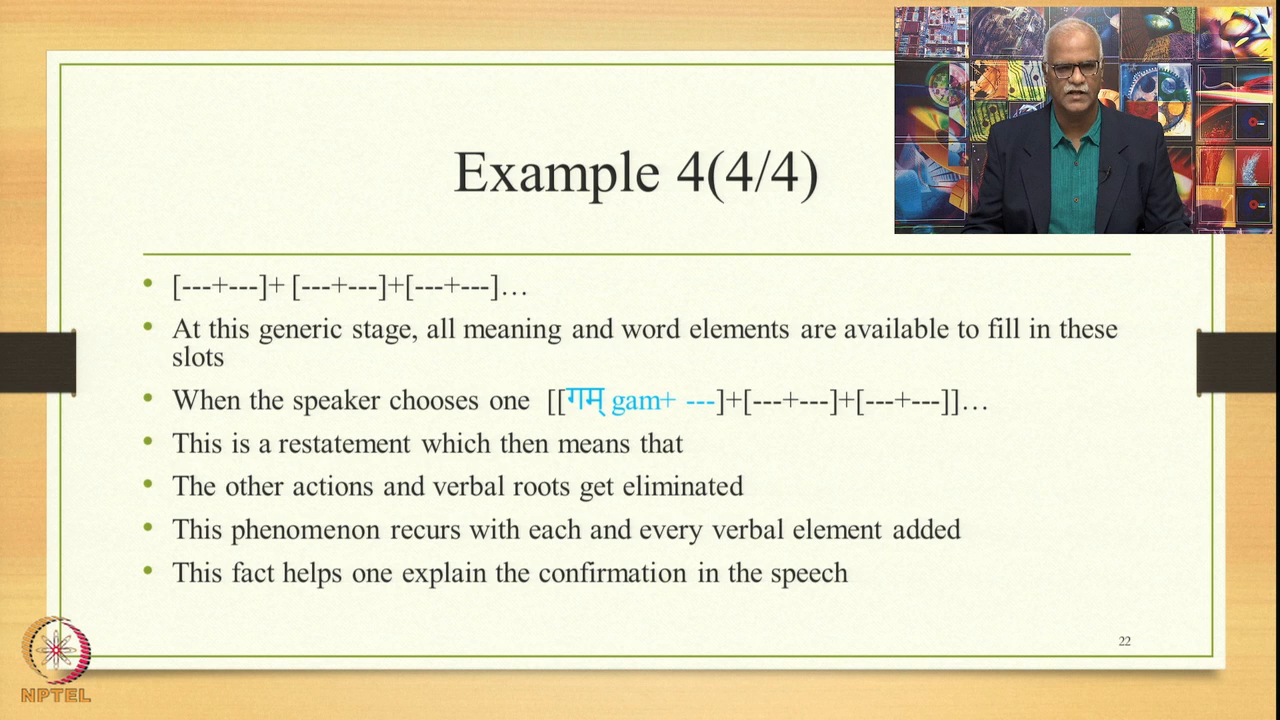 Example 4(4/4)
• [---+---]+ [---+---]+[---+---]…
• At this generic stage, all meaning and word elements are available to fill in these
slots
• When the speaker chooses one [[गम् gam+ ---]+[---+---]+[---+---]]…
• This is a restatement which then means that
• The other actions and verbal roots get eliminated
• This phenomenon recurs with each and every verbal element added
• This fact helps one explain the confirmation in the speech
22
NPTEL